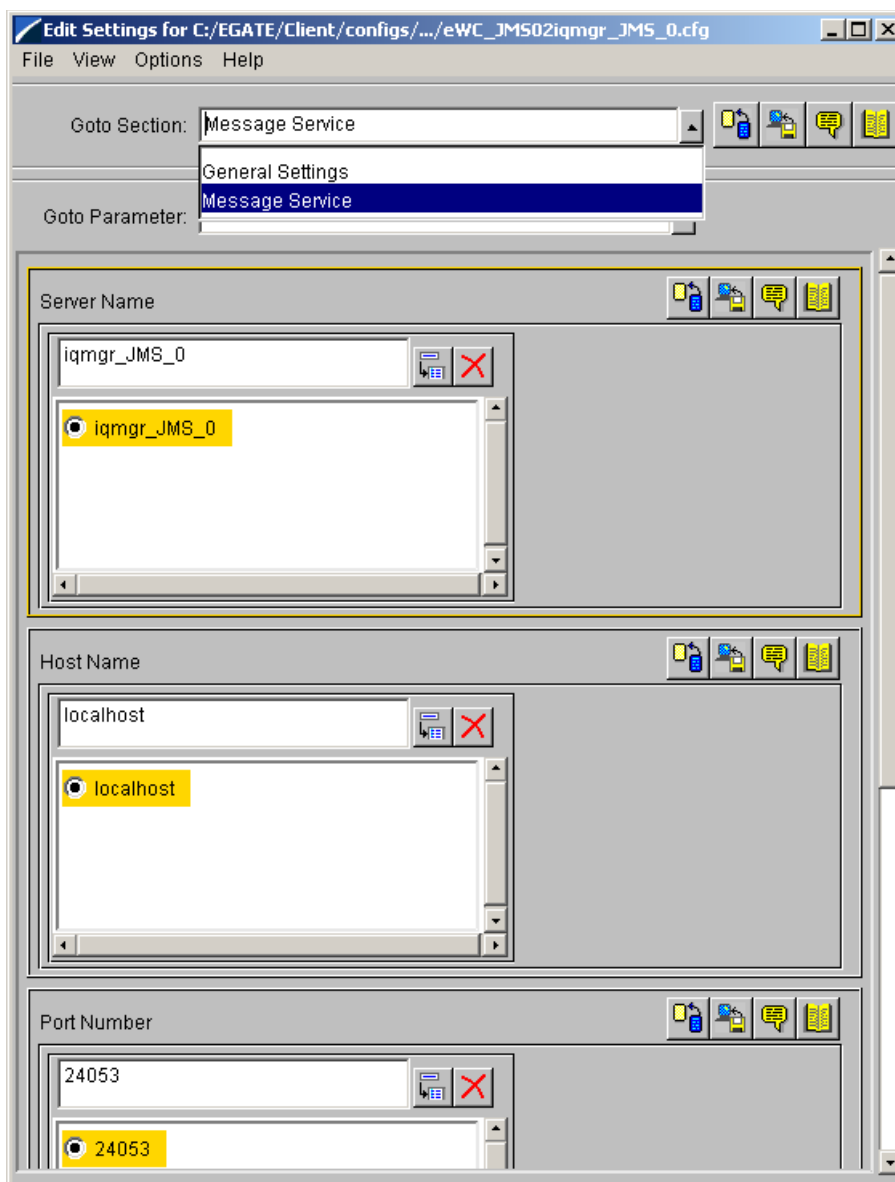 Edit Settings for C:/EGATE/Client/configs/.../eWC_JMS02iqmgr_JMS_0.cfg
File View Options Help
Goto Section: Message Service
General Settings
Message Service
Goto Parameter:
Server Name
iqmgr_JMS_0
iqmgr_JMS_0
Host Name
localhost
localhost
Port Number
24053
24053